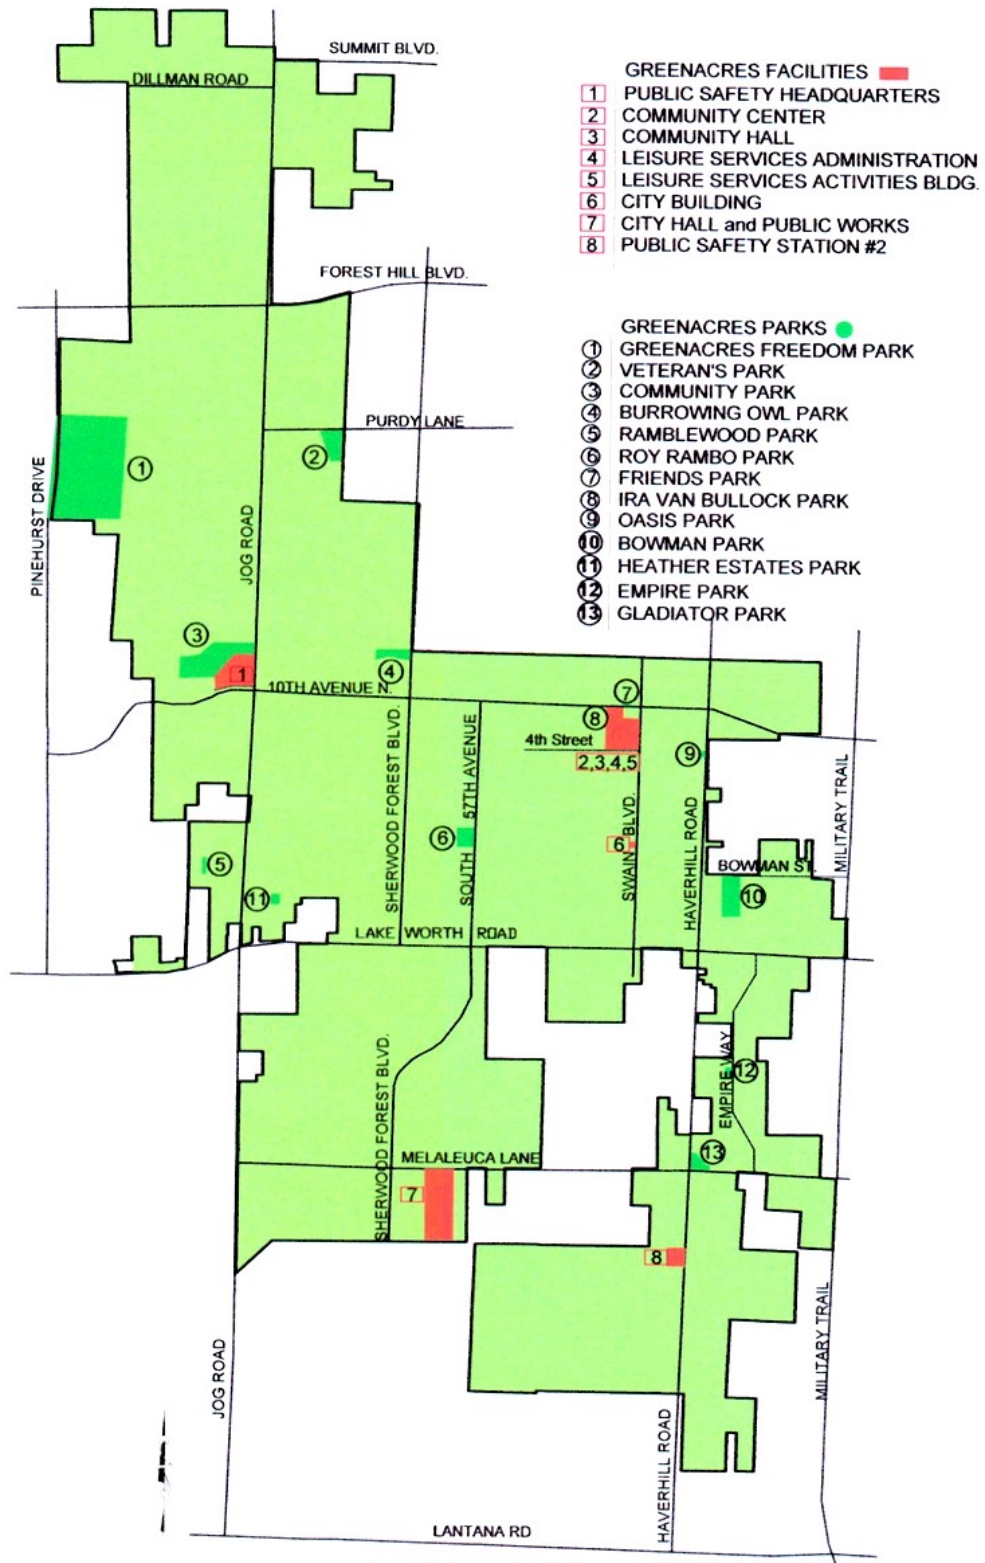 SUMMIT BLVD.
DILLMAN ROAD
GREENACRES FACILITIES
1 PUBLIC SAFETY HEADQUARTERS
2 COMMUNITY CENTER
3 COMMUNITY HALL
4 LEISURE SERVICES ADMINISTRATION
5 LEISURE SERVICES ACTIVITIES BLDG.
6 CITY BUILDING
7 CITY HALL and PUBLIC WORKS
8 PUBLIC SAFETY STATION #2
FOREST HILL BLVD.
GREENACRES PARKS
1 GREENACRES FREEDOM PARK
2 VETERAN'S PARK
3 COMMUNITY PARK
4 BURROWING OWL PARK
5 RAMBLEWOOD PARK
6 ROY RAMBO PARK
7 FRIENDS PARK
8 IRA VAN BULLOCK PARK
9 OASIS PARK
10 BOWMAN PARK
11 HEATHER ESTATES PARK
12 EMPIRE PARK
13 GLADIATOR PARK
PURDY LANE
2
1
PINEHURST DRIVE
JOG ROAD
3
1
4
10TH AVENUE N.
7
8
4th Street
2,3,4,5
9
SHERWOOD FOREST BLVD.
SOUTH 57TH AVENUE
6
SWAIN BLVD.
6
HAVERHILL ROAD
MILITARY TRAIL
BOWMAN ST.
5
11
10
LAKE WORTH ROAD
SHERWOOD FOREST BLVD.
EMPIRE WAY
12
MELALEUCA LANE
13
7
8
JOG ROAD
HAVERHILL ROAD
MILITARY TRAIL
LANTANA RD